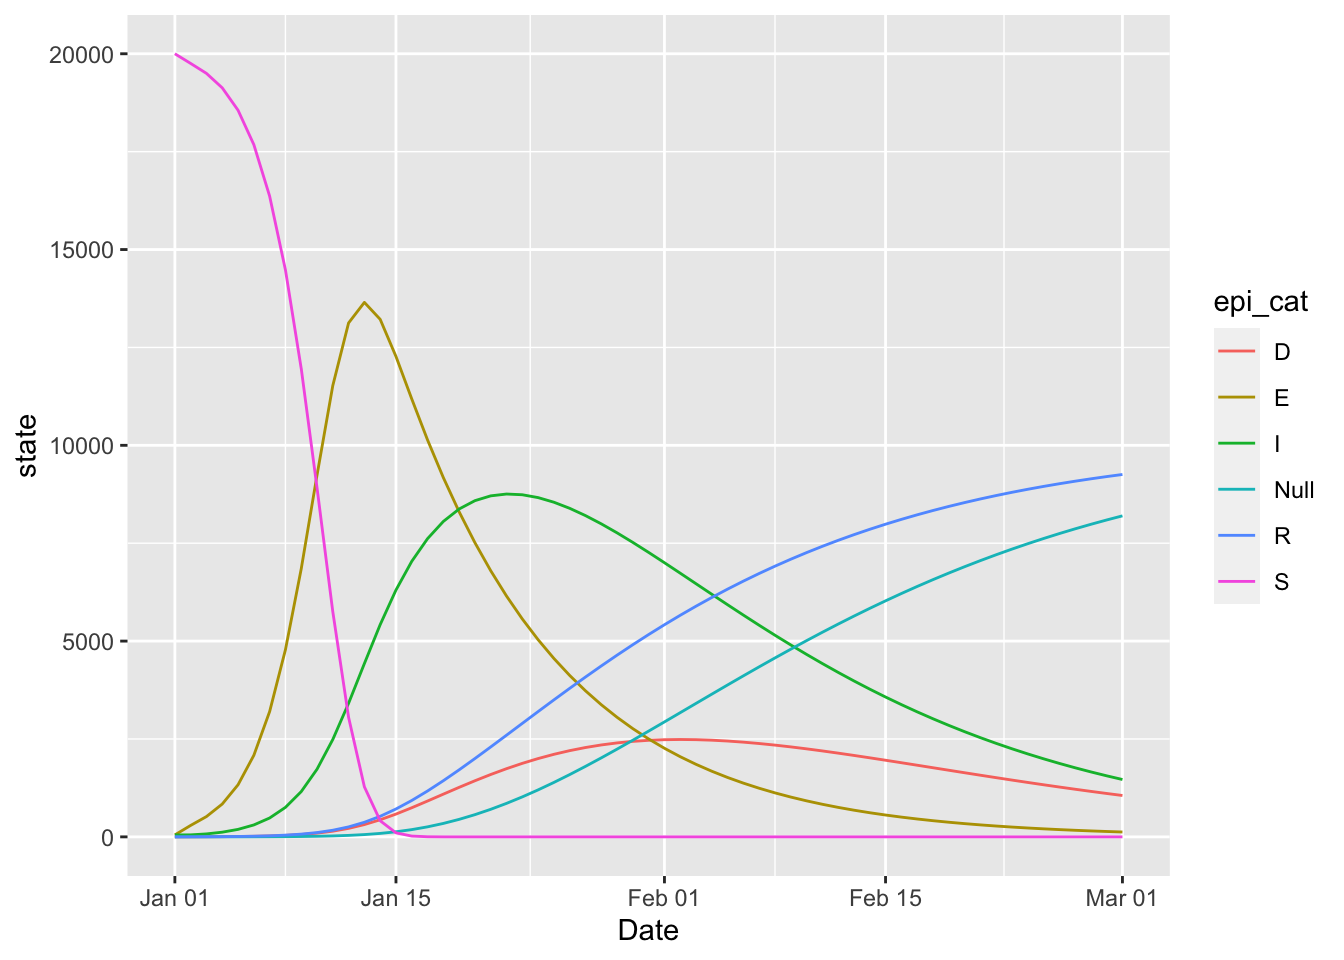 20000
15000
10000
5000
0
state
Jan 01
Jan 15
Feb 01
Feb 15
Mar 01
Date
epi_cat
D
E
I
Null
R
S